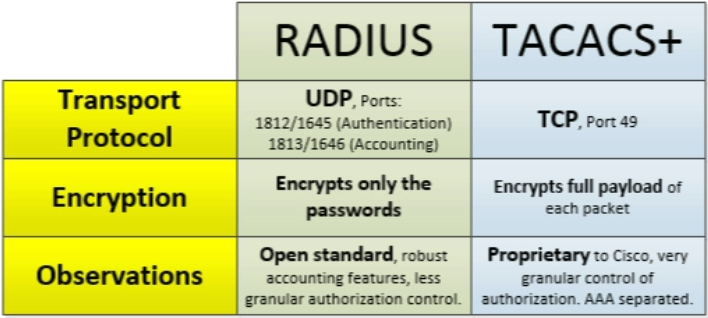 RADIUS
TACACS+
Transport
Protocol
UDP, Ports:
1812/1645 (Authentication)
1813/1646 (Accounting)
TCP, Port 49
Encryption
Encrypts only the
passwords
Encrypts full payload of
each packet
Observations
Open standard, robust
accounting features, less
granular authorization control.
Proprietary to Cisco, very
granular control of
authorization. AAA separated.